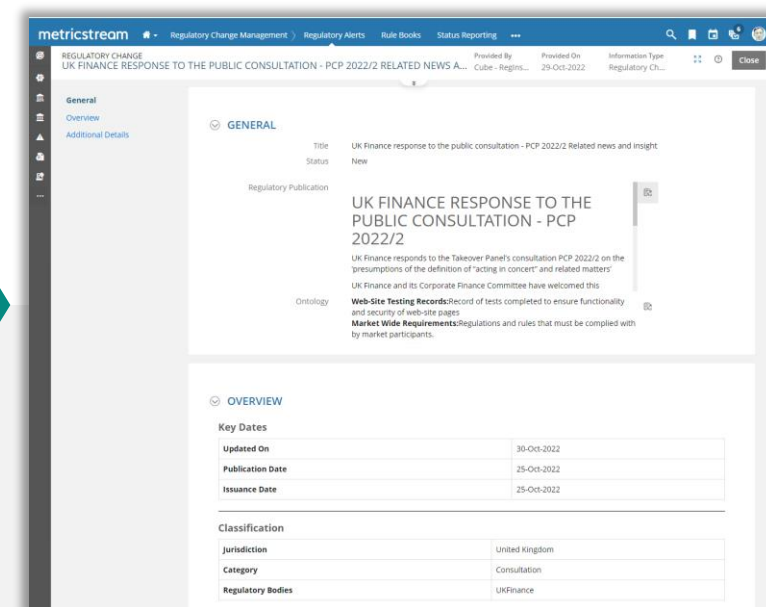 metricstream Regulatory Change Management Regulatory Alerts Rule Books Status Reporting •••
REGULATORY CHANGE
UK FINANCE RESPONSE TO THE PUBLIC CONSULTATION - PCP 2022/2 RELATED NEWS A...
Provided By Provided On Information Type
Cube - RegIns... 29-Oct-2022 Regulatory Ch...
Close
General
Overview
Additional Details
GENERAL
Title UK Finance response to the public consultation - PCP 2022/2 Related news and insight
Status New
Regulatory Publication
UK FINANCE RESPONSE TO THE
PUBLIC CONSULTATION - PCP
2022/2
UK Finance responds to the Takeover Panel's consultation PCP 2022/2 on the
'presumptions of the definition of "acting in concert" and related matters'
UK Finance and its Corporate Finance Committee have welcomed this
Ontology Web-Site Testing Records:Record of tests completed to ensure functionality
and security of web-site pages
Market Wide Requirements:Regulations and rules that must be complied with
by market participants.
OVERVIEW
Key Dates
Updated On 30-Oct-2022
Publication Date 25-Oct-2022
Issuance Date 25-Oct-2022
Classification
Jurisdiction United Kingdom
Category Consultation
Regulatory Bodies UKFinance